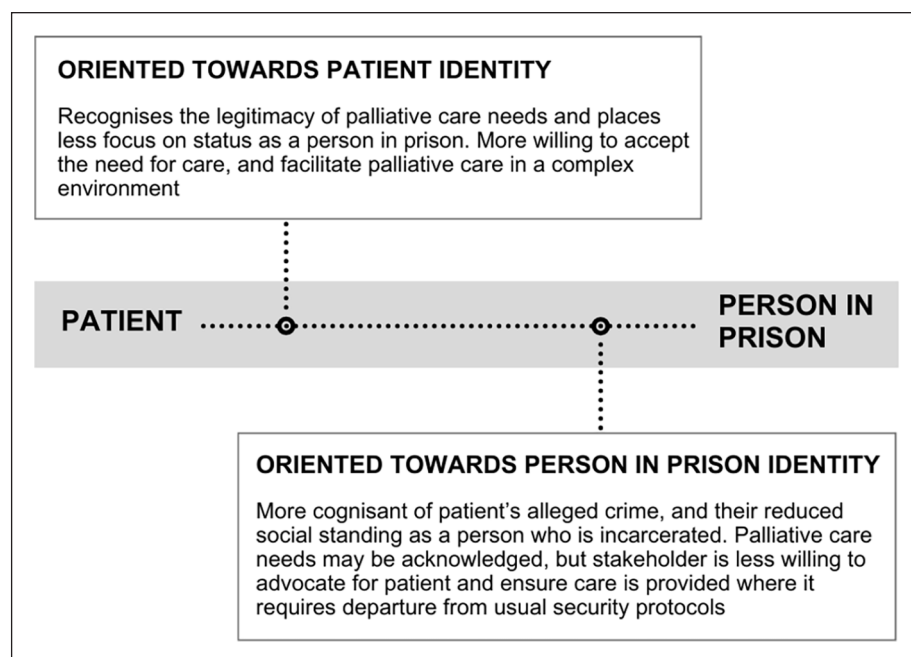 ORIENTED TOWARDS PATIENT IDENTITY
Recognises the legitimacy of palliative care needs and places
less focus on status as a person in prison. More willing to accept
the need for care, and facilitate palliative care in a complex
environment
PATIENT
PERSON IN
PRISON
ORIENTED TOWARDS PERSON IN PRISON IDENTITY
More cognisant of patient's alleged crime, and their reduced
social standing as a person who is incarcerated. Palliative care
needs may be acknowledged, but stakeholder is less willing to
advocate for patient and ensure care is provided where it
requires departure from usual security protocols